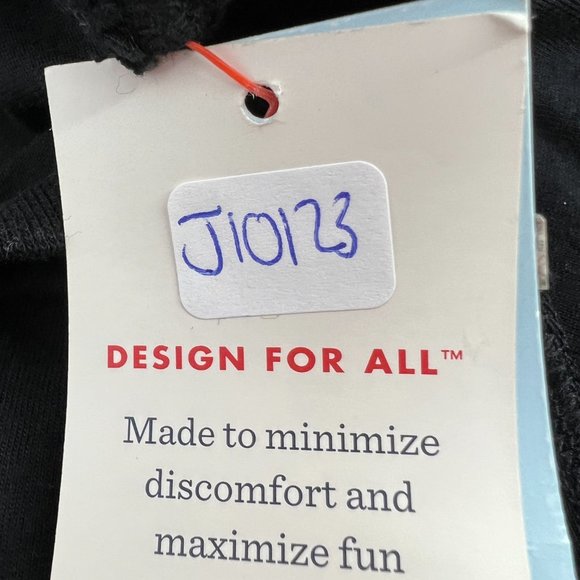 J10123
DESIGN FOR ALL™
Made to minimize
discomfort and
maximize fun